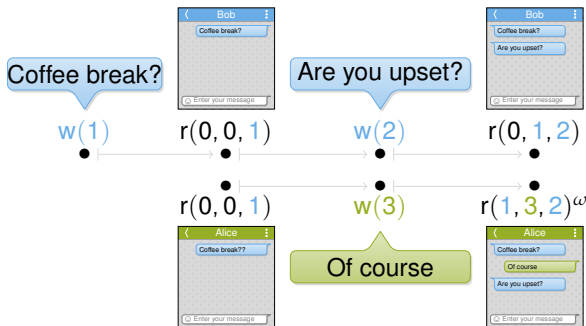 Bob
Coffee break?
Enter your message
Bob
Coffee break?
Are you upset?
Enter your message
Coffee break?
Are you upset?
w(1)
r(0, 0, 1)
w(2)
r(0, 1, 2)
r(0, 0, 1)
w(3)
r(1, 3, 2)^ω
Of course
Alice
Coffee break??
Enter your message
Alice
Coffee break?
Of course
Are you upset?
Enter your message